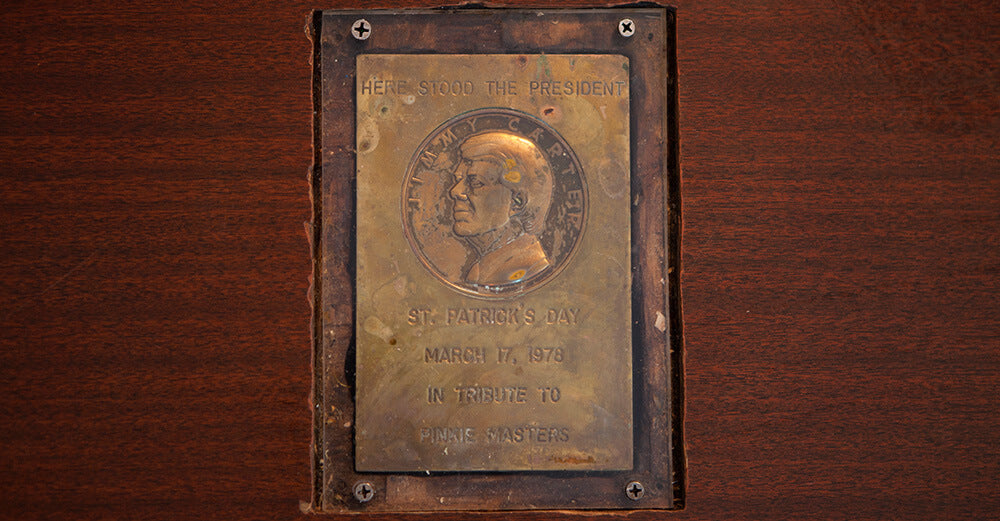 HERE STOOD THE PRESIDENT
JIMMY CARTER
ST. PATRICK'S DAY
MARCH 17, 1978
IN TRIBUTE TO
PINKIE MASTERS